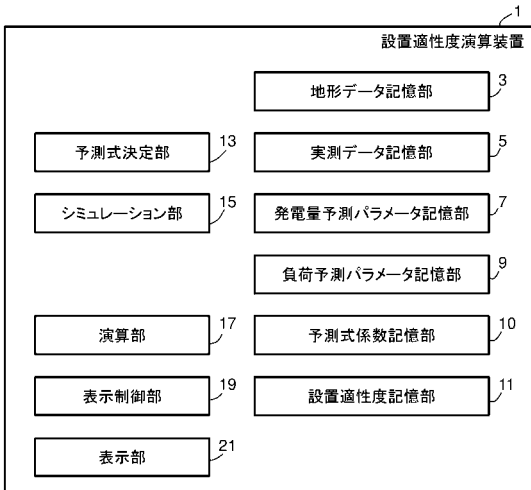 1
設置適性度演算装置
地形データ記憶部
3
予測式決定部
13
実測データ記憶部
5
シミュレーション部
15
発電量予測パラメータ記憶部
7
負荷予測パラメータ記憶部
9
演算部
17
予測式係数記憶部
10
表示制御部
19
設置適性度記憶部
11
表示部
21